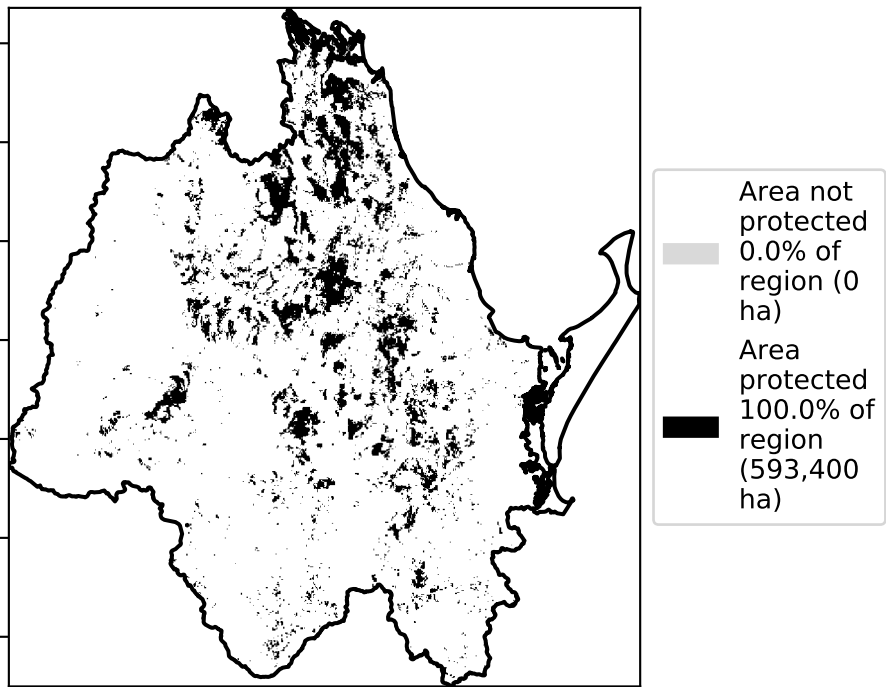 Area not
protected
0.0% of
region (0
ha)
Area
protected
100.0% of
region
(593,400
ha)